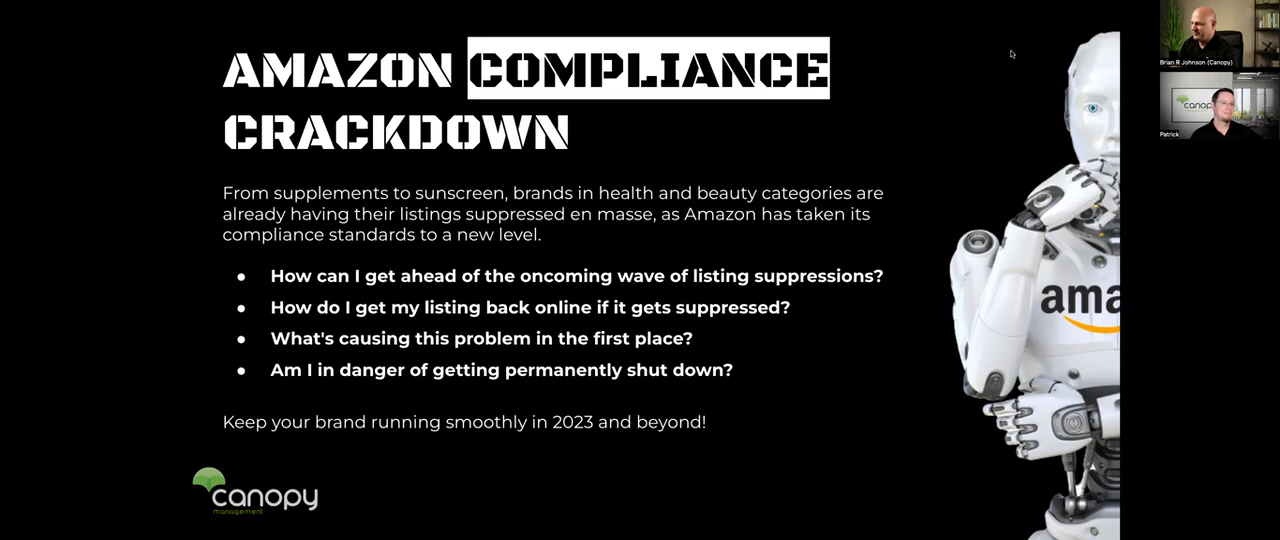 AMAZON COMPLIANCE
CRACKDOWN
From supplements to sunscreen, brands in health and beauty categories are
already having their listings suppressed en masse, as Amazon has taken its
compliance standards to a new level.
● How can I get ahead of the oncoming wave of listing suppressions?
● How do I get my listing back online if it gets suppressed?
● What's causing this problem in the first place?
● Am I in danger of getting permanently shut down?
Keep your brand running smoothly in 2023 and beyond!
canopy
management
ama
Brian R Johnson (Canopy)
canop
Patrick